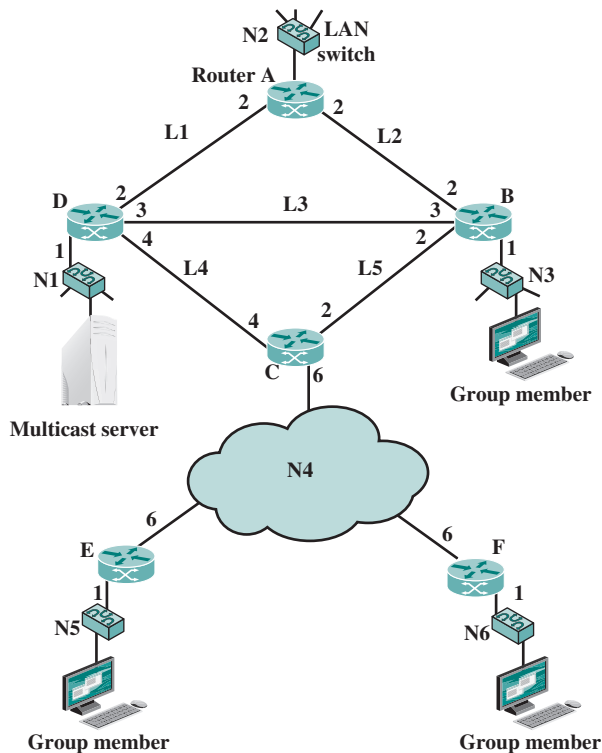 N2
LAN
switch
Router A
2
2
L1
L2
D
2
3
4
L3
2
3
2
B
1
1
N1
L4
L5
N3
4
2
C
6
Multicast server
Group member
N4
6
6
E
F
1
1
N5
N6
Group member
Group member